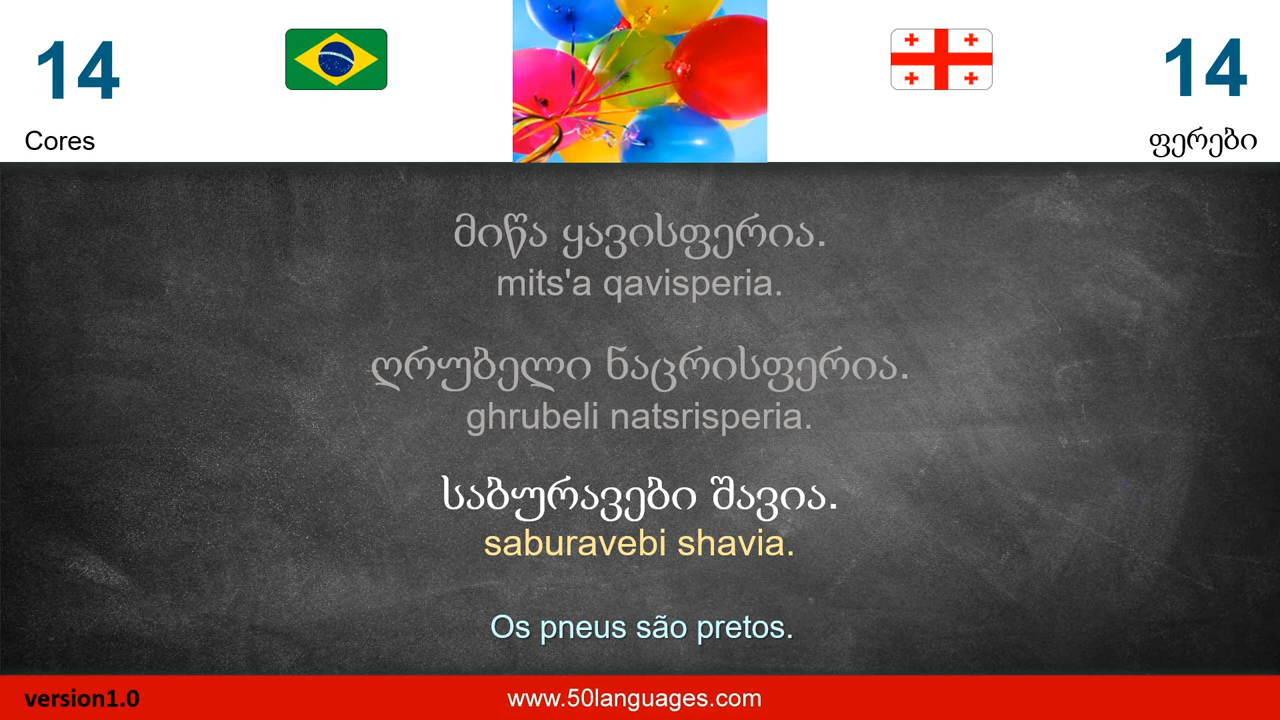 14
14
Cores
ფერები
მიწა ყავისფერია.
mits'a qavisperia.
ღრუბელი ნაცრისფერია.
ghrubeli natsrisperia.
საბურავები შავია.
saburavebi shavia.
Os pneus são pretos.
version1.0
www.50languages.com